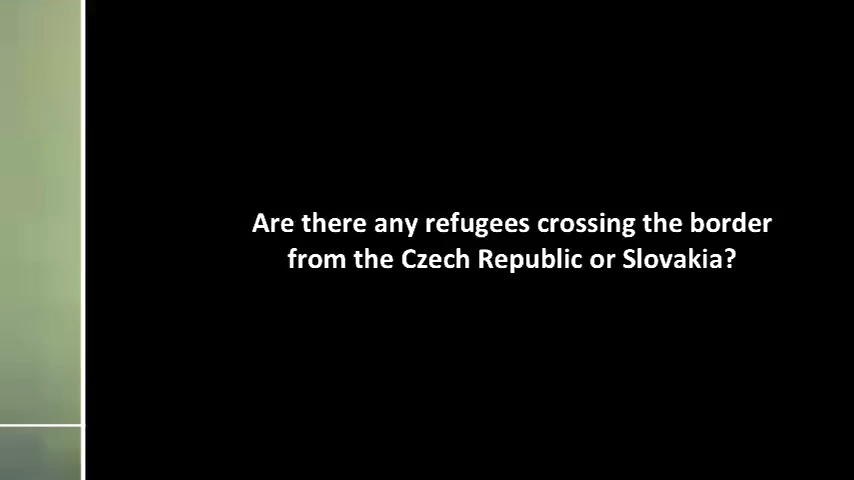 Are there any refugees crossing the border
from the Czech Republic or Slovakia?